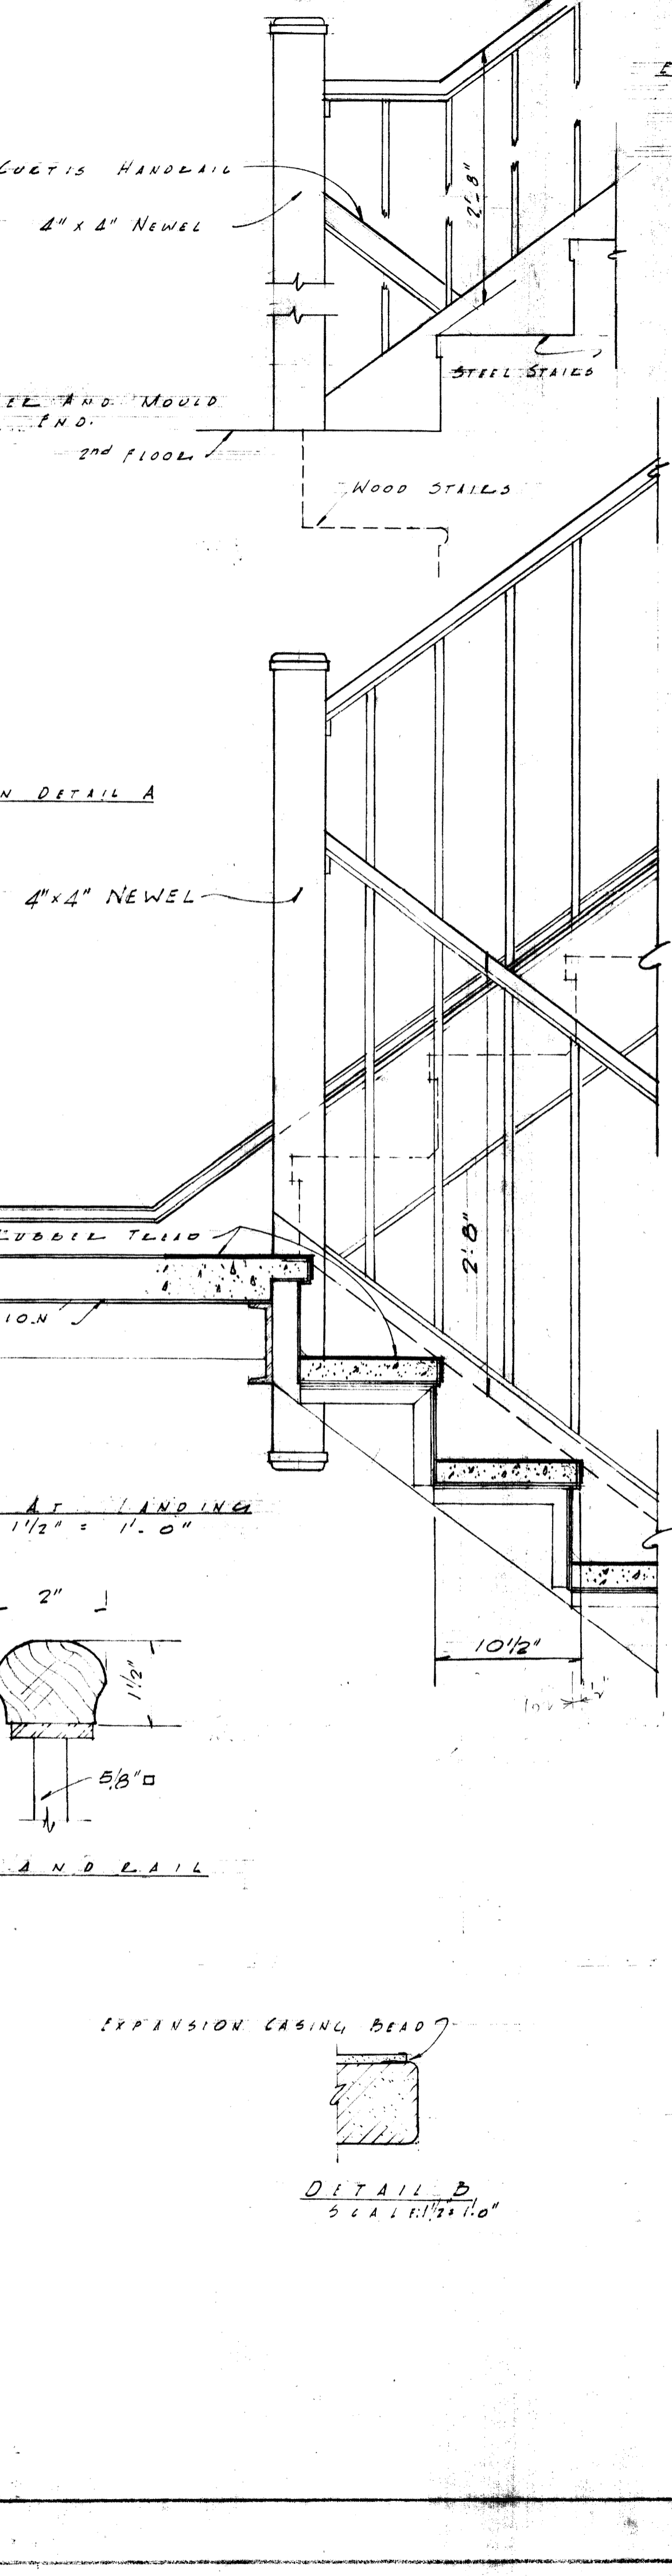 CURTIS HANDRAIL
4" x 4" NEWEL
2'-8"
STEEL STAIRS
AND MOULD
END.
2nd FLOOR
WOOD STAIRS
DETAIL A
4"x4" NEWEL
RUBBER TREAD
2'-8"
AT LANDING
1 1/2" = 1'-0"
10 1/2"
2"
1 1/2"
5/8" □
EXPANSION CASING BEAD
DETAIL B
SCALE: 1 1/2" = 1'-0"